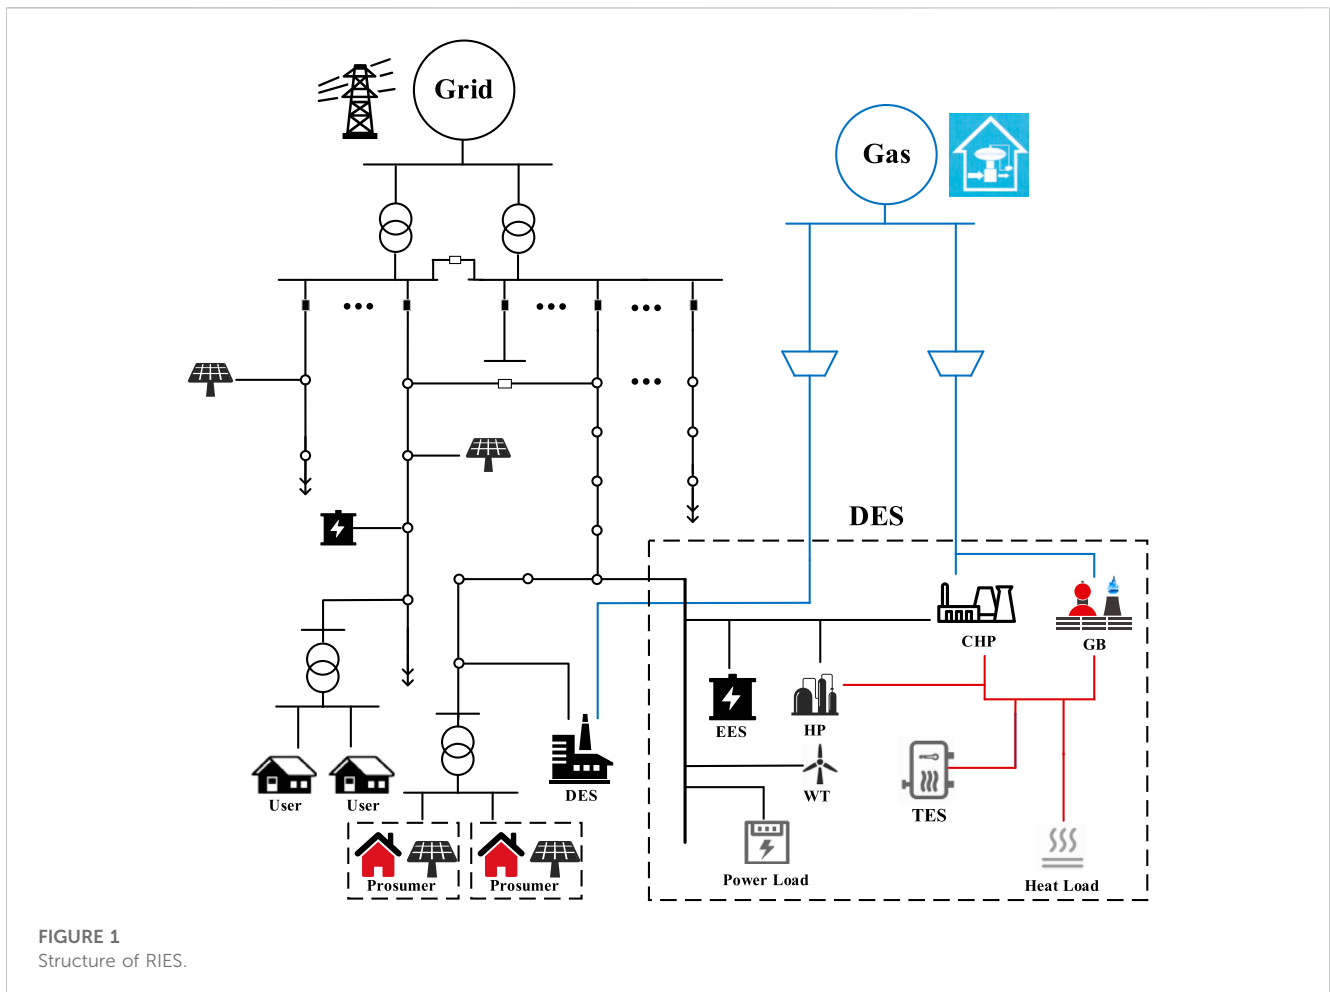 Grid
Gas
DES
CHP
GB
EES
HP
WT
TES
User
User
DES
Power Load
Heat Load
Prosumer
Prosumer
FIGURE 1
Structure of RIES.